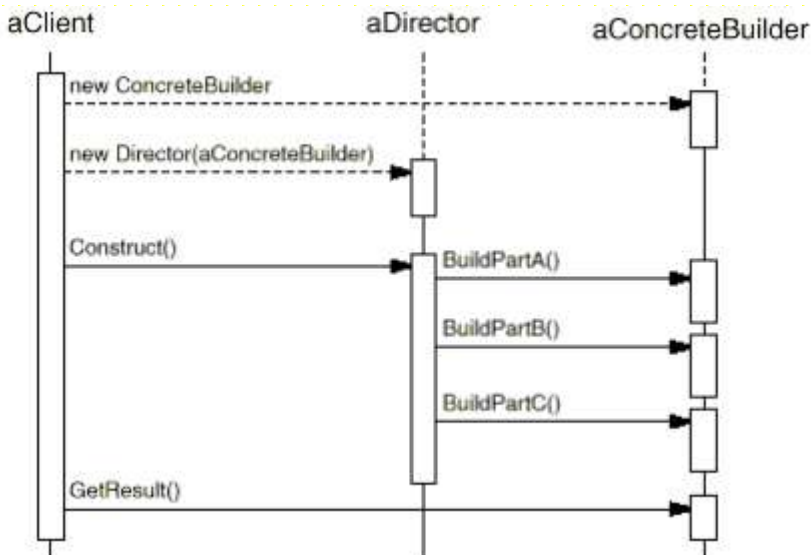 aClient
aDirector
aConcreteBuilder
new ConcreteBuilder
new Director(aConcreteBuilder)
Construct()
BuildPartA()
BuildPartB()
BuildPartC()
GetResult()